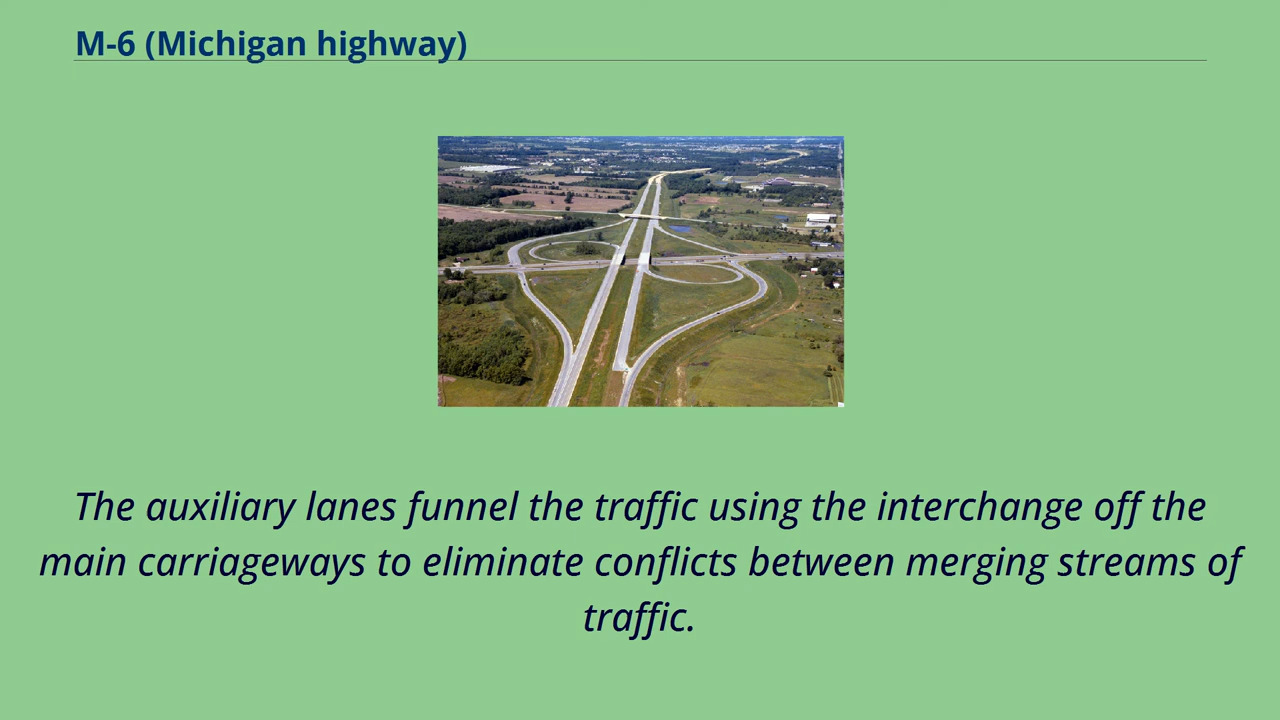 M-6 (Michigan highway)
The auxiliary lanes funnel the traffic using the interchange off the
main carriageways to eliminate conflicts between merging streams of
traffic.